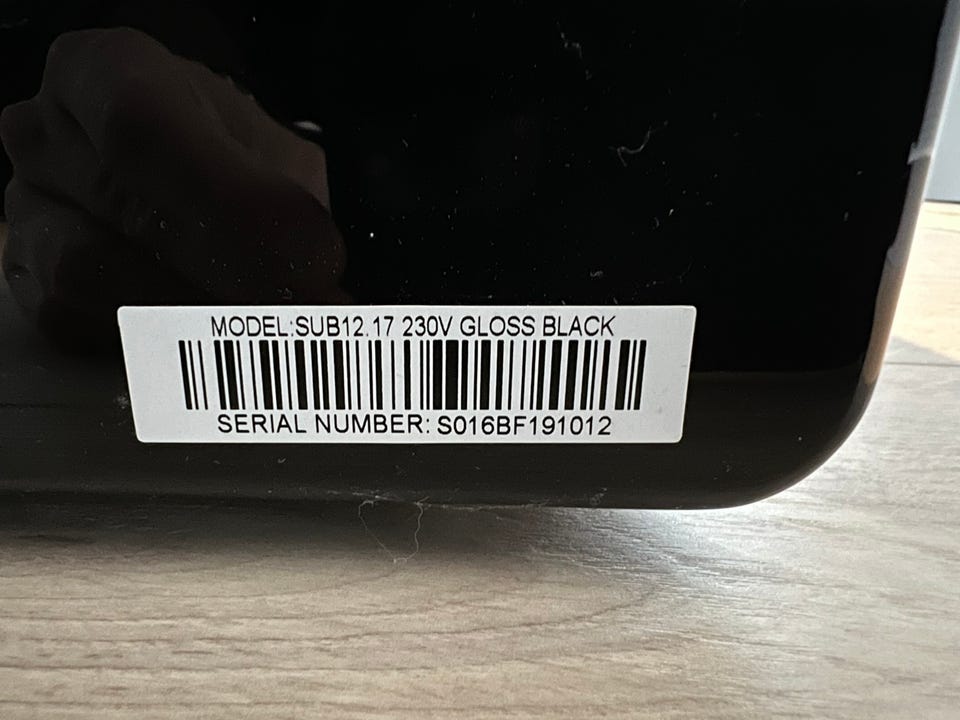 MODEL:SUB12.17 230V GLOSS BLACK
SERIAL NUMBER: S016BF191012